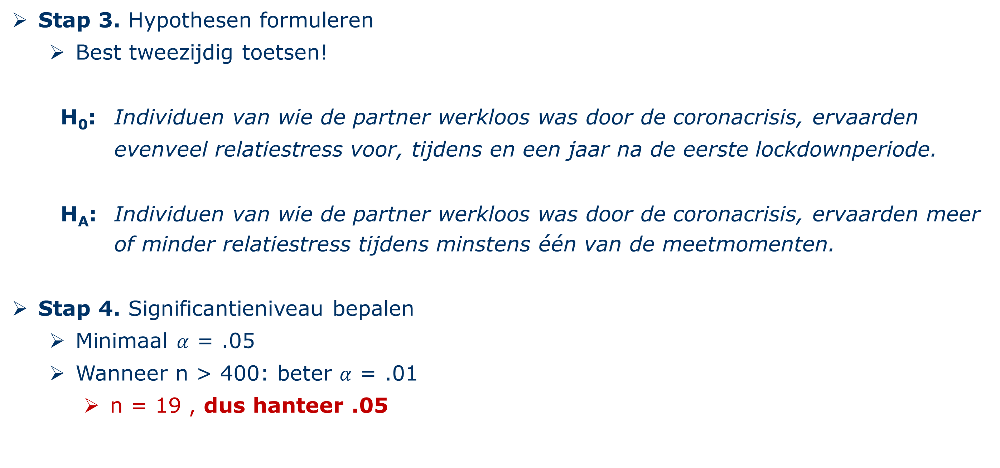 ➢ Stap 3. Hypothesen formuleren
➢ Best tweezijdig toetsen!
H₀: Individuen van wie de partner werkloos was door de coronacrisis, ervaarden
evenveel relatiestress voor, tijdens en een jaar na de eerste lockdownperiode.
H_A: Individuen van wie de partner werkloos was door de coronacrisis, ervaarden meer
of minder relatiestress tijdens minstens één van de meetmomenten.
➢ Stap 4. Significantieniveau bepalen
➢ Minimaal α = .05
➢ Wanneer n > 400: beter α = .01
➢ n = 19 , dus hanteer .05